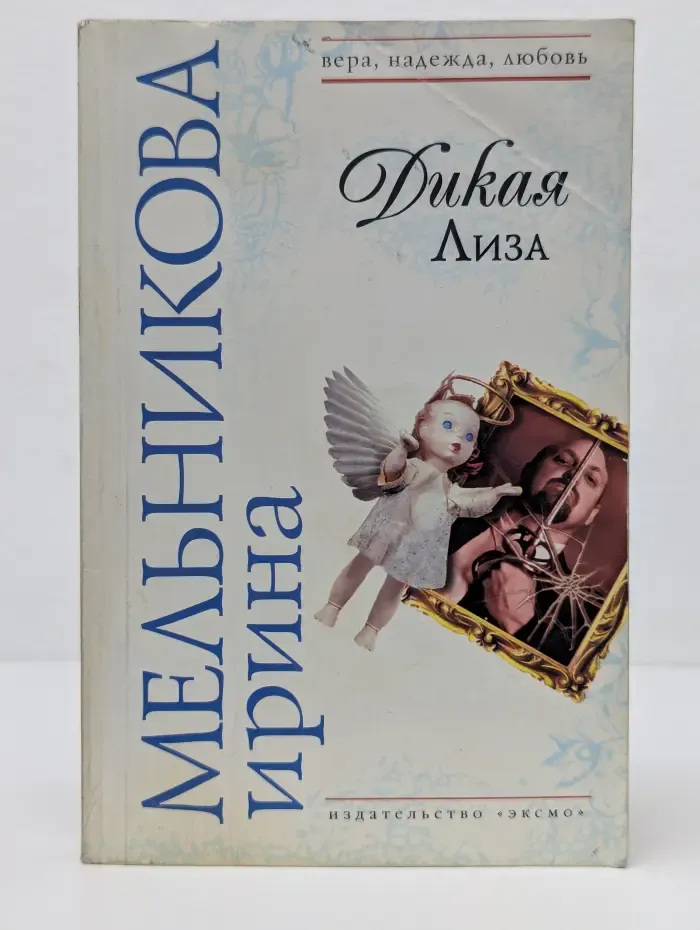 МЕЛЬНИКОВА
ирина
вера, надежда, любовь
Дикая
Лиза
издательство «эксмо»